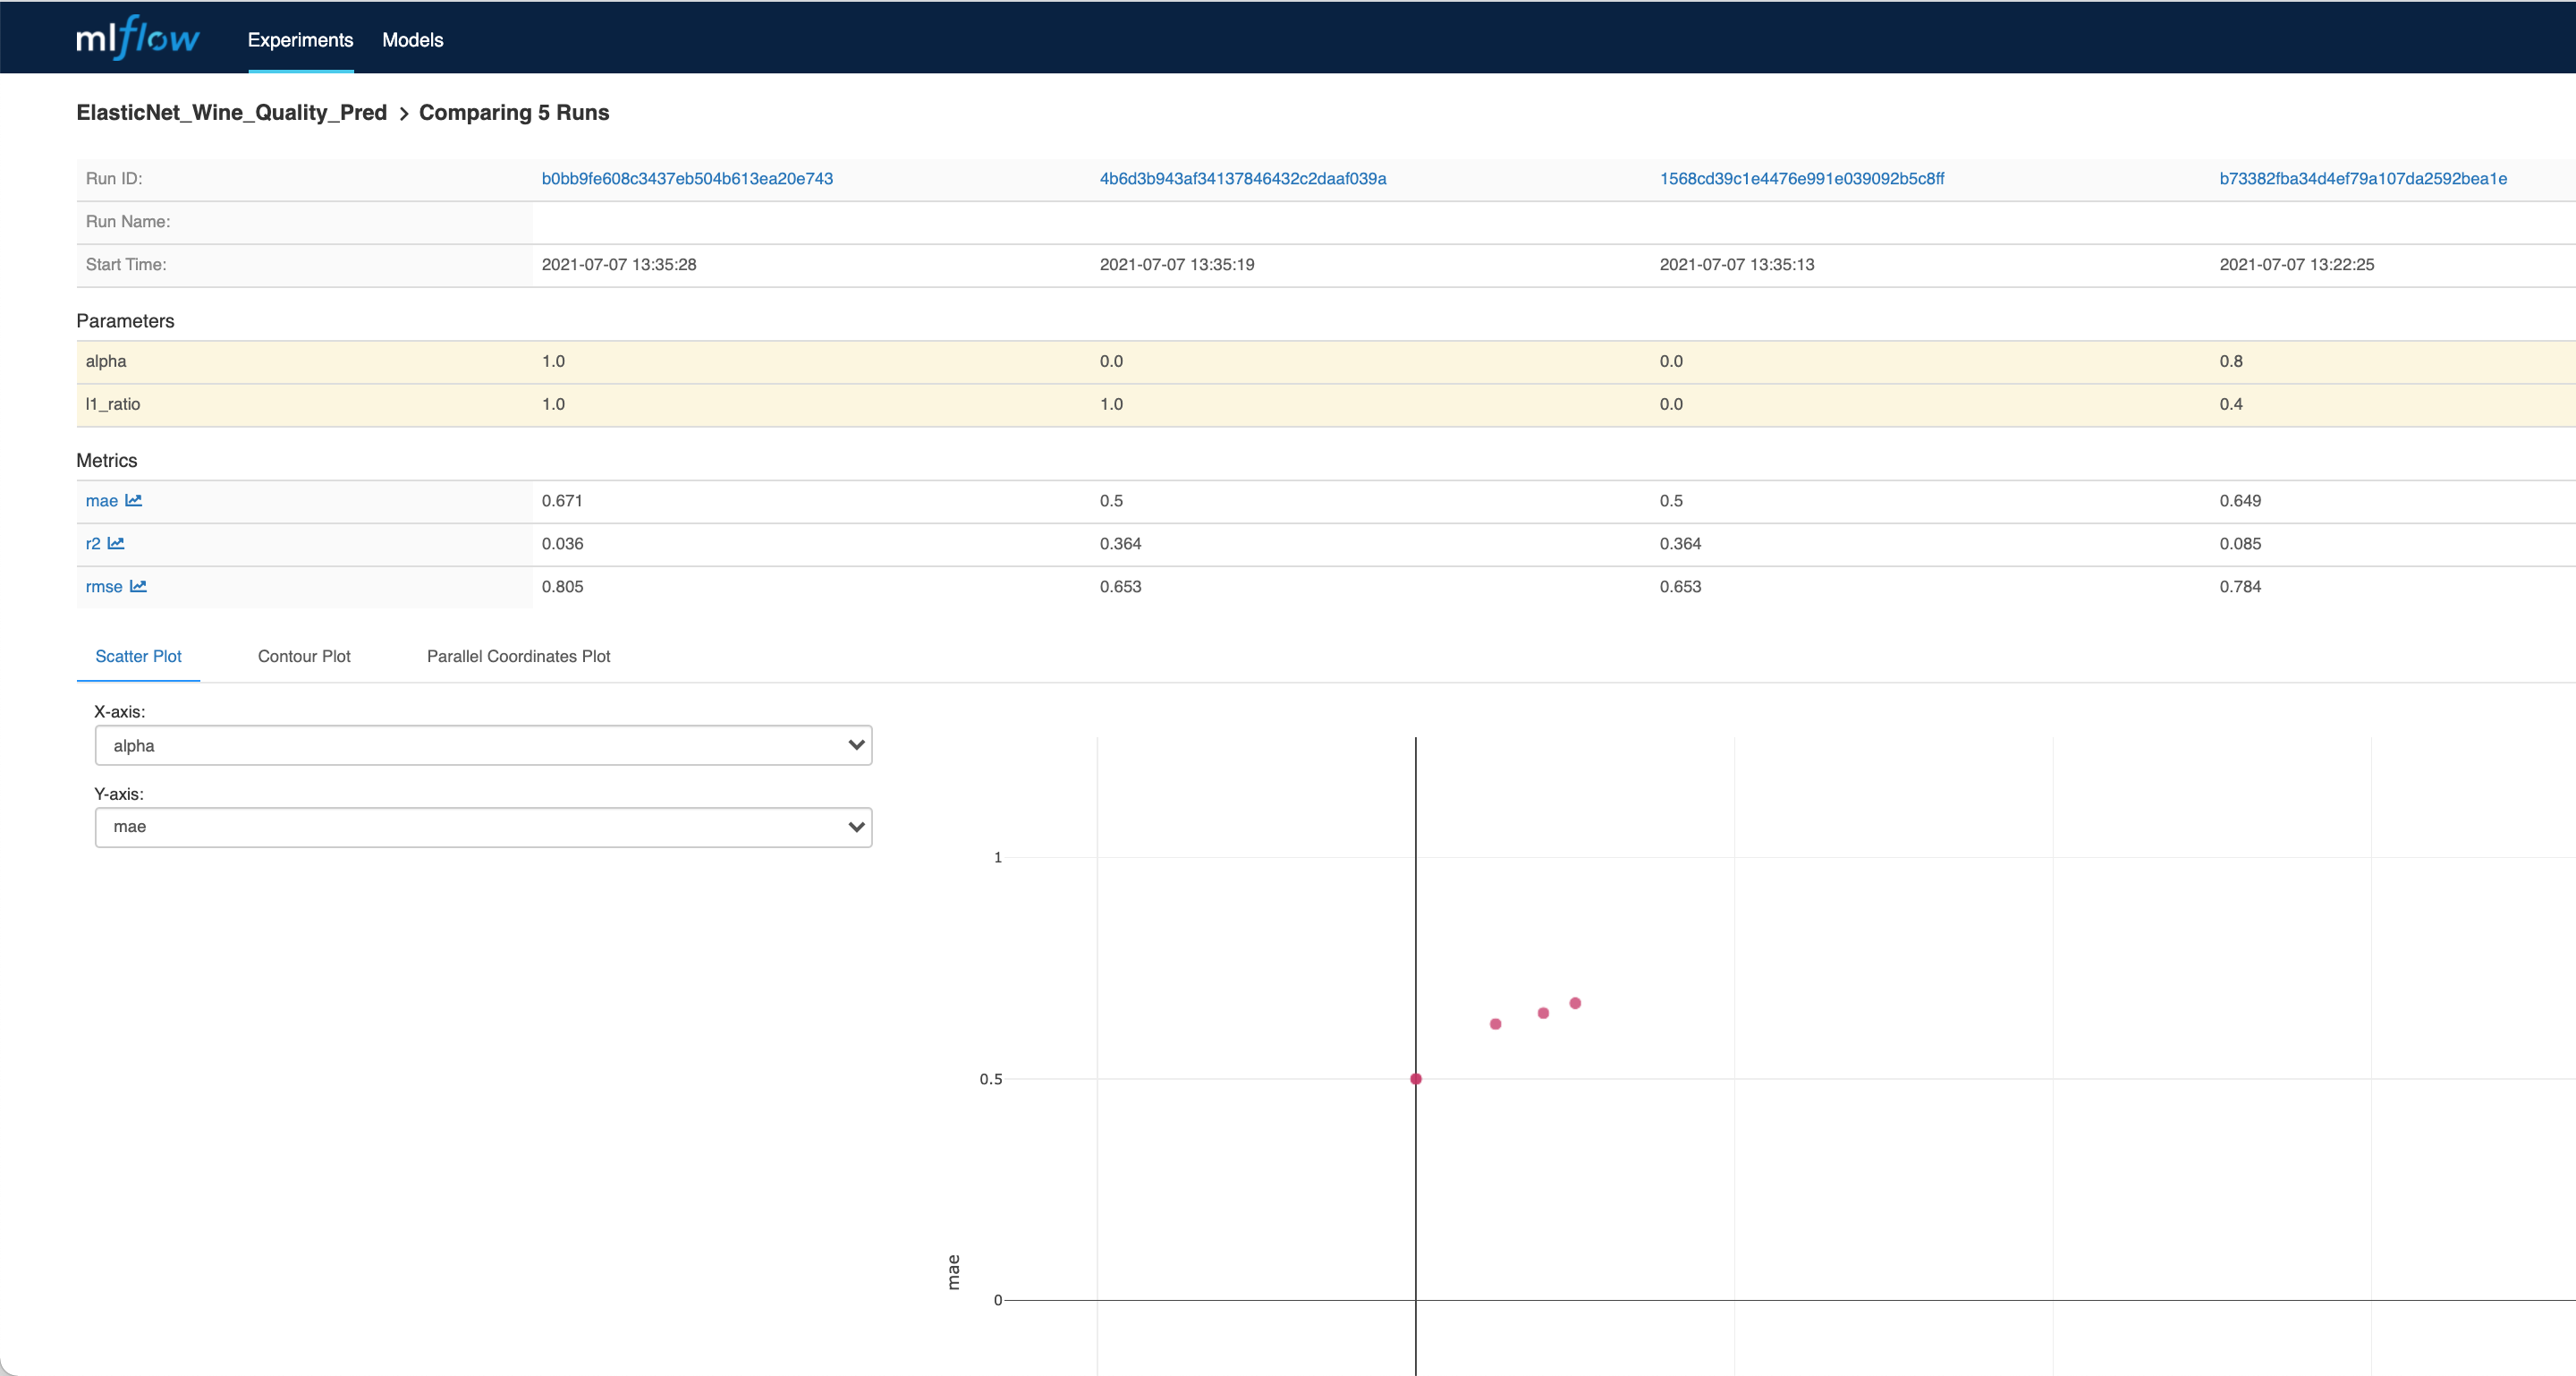 mlflow Experiments Models
ElasticNet_Wine_Quality_Pred > Comparing 5 Runs
Run ID: b0bb9fe608c3437eb504b613ea20e743 4b6d3b943af34137846432c2daaf039a 1568cd39c1e4476e991e039092b5c8ff b73382fba34d4ef79a107da2592bea1e
Run Name:
Start Time: 2021-07-07 13:35:28 2021-07-07 13:35:19 2021-07-07 13:35:13 2021-07-07 13:22:25
Parameters
alpha 1.0 0.0 0.0 0.8
l1_ratio 1.0 1.0 0.0 0.4
Metrics
mae 0.671 0.5 0.5 0.649
r2 0.036 0.364 0.364 0.085
rmse 0.805 0.653 0.653 0.784
Scatter Plot Contour Plot Parallel Coordinates Plot
X-axis:
alpha
Y-axis:
mae
1
0.5
mae
0